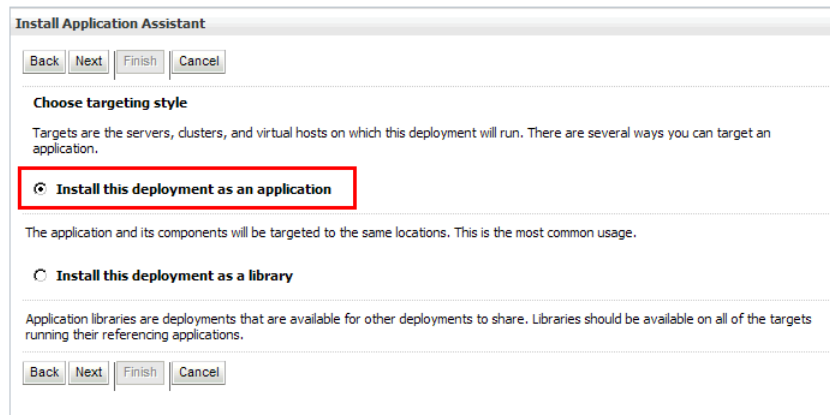 Install Application Assistant
Back Next Finish Cancel
Choose targeting style
Targets are the servers, clusters, and virtual hosts on which this deployment will run. There are several ways you can target an
application.
Install this deployment as an application
The application and its components will be targeted to the same locations. This is the most common usage.
Install this deployment as a library
Application libraries are deployments that are available for other deployments to share. Libraries should be available on all of the targets
running their referencing applications.
Back Next Finish Cancel